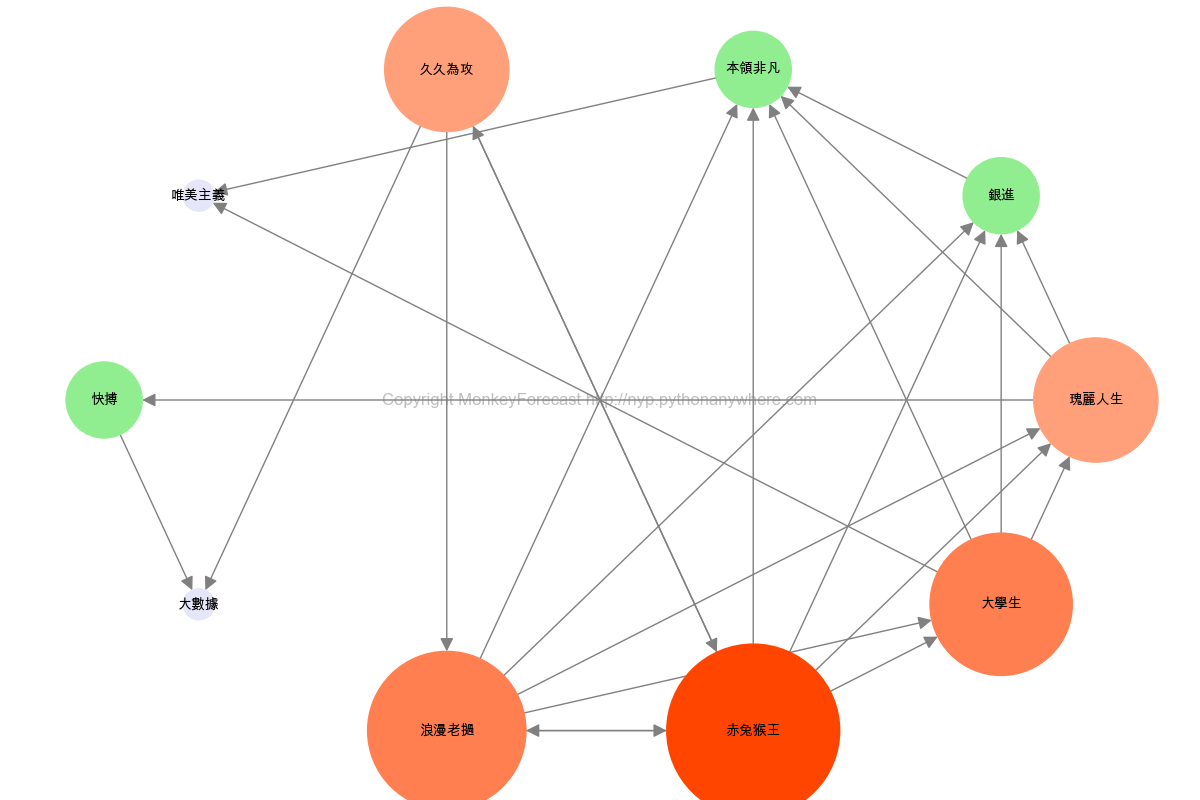 久久為攻
本領非凡
唯美主義
銀進
快搏
Copyright MonkeyForecast http://nyp.pythonanywhere.com
瑰麗人生
大數據
大學生
浪漫老撾
赤兔猴王